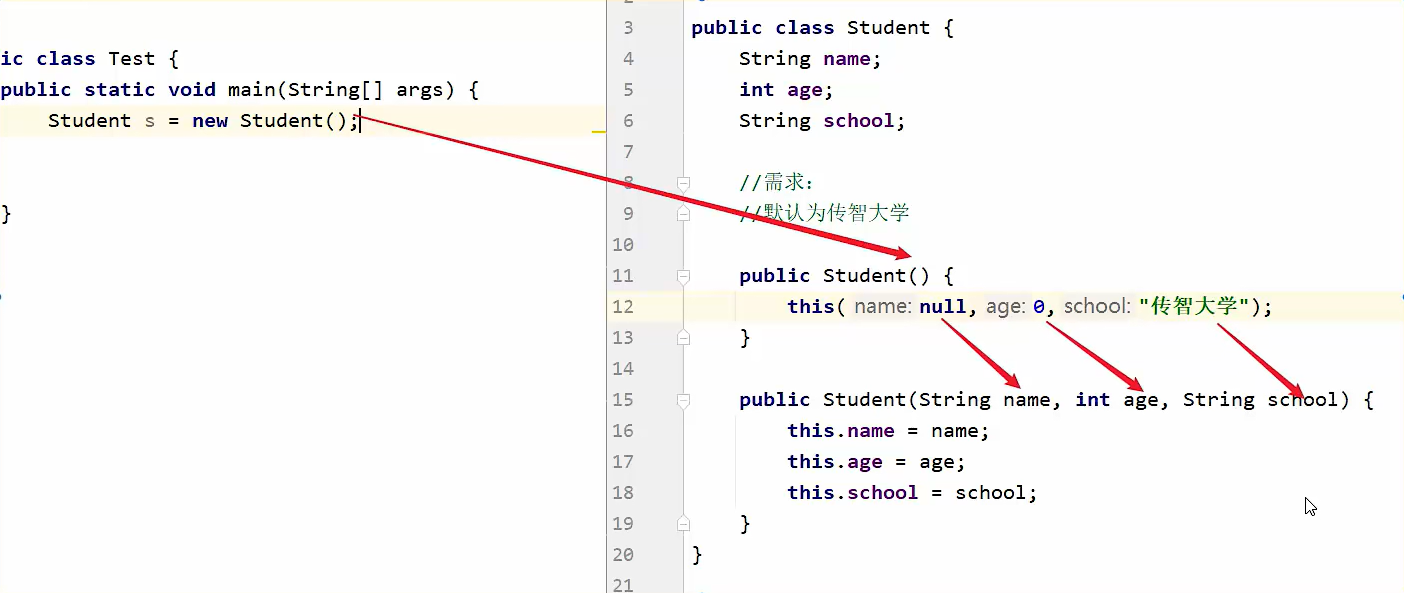 ic class Test {
public static void main(String[] args) {
Student s = new Student();
}
3 public class Student {
4 String name;
5 int age;
6 String school;
7
8 //需求:
9 //默认为传智大学
10
11 public Student() {
12 this( name: null, age: 0, school: "传智大学");
13 }
14
15 public Student(String name, int age, String school) {
16 this.name = name;
17 this.age = age;
18 this.school = school;
19 }
20 }
21